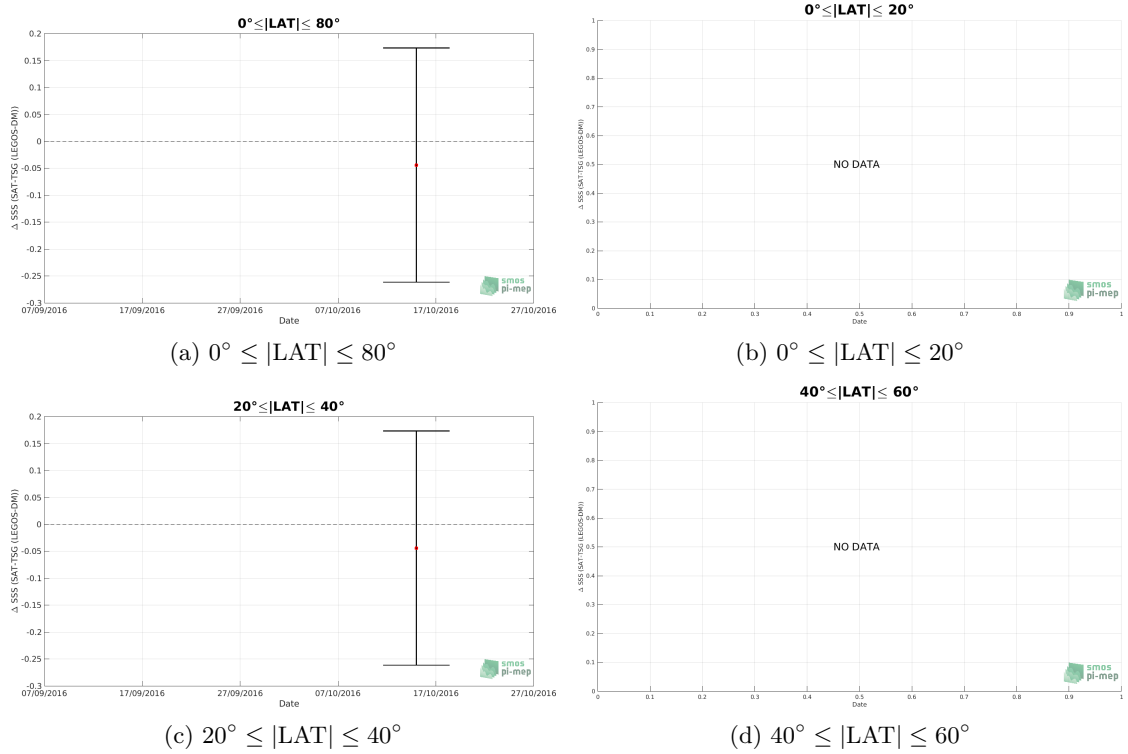 0°≤|LAT|≤ 80°
0.2
0.15
0.1
0.05
0
-0.05
-0.1
-0.15
-0.2
-0.25
-0.3
Δ SSS (SAT-TSG (LEGOS-DM))
07/09/2016 17/09/2016 27/09/2016 07/10/2016 17/10/2016 27/10/2016
Date
smos
pi-mep
(a) 0° ≤ |LAT| ≤ 80°
0°≤|LAT|≤ 20°
1
0.9
0.8
0.7
0.6
0.5
0.4
0.3
0.2
0.1
0
Δ SSS (SAT-TSG (LEGOS-DM))
NO DATA
0 0.1 0.2 0.3 0.4 0.5 0.6 0.7 0.8 0.9 1
Date
smos
pi-mep
(b) 0° ≤ |LAT| ≤ 20°
20°≤|LAT|≤ 40°
0.2
0.15
0.1
0.05
0
-0.05
-0.1
-0.15
-0.2
-0.25
-0.3
Δ SSS (SAT-TSG (LEGOS-DM))
07/09/2016 17/09/2016 27/09/2016 07/10/2016 17/10/2016 27/10/2016
Date
smos
pi-mep
(c) 20° ≤ |LAT| ≤ 40°
40°≤|LAT|≤ 60°
1
0.9
0.8
0.7
0.6
0.5
0.4
0.3
0.2
0.1
0
Δ SSS (SAT-TSG (LEGOS-DM))
NO DATA
0 0.1 0.2 0.3 0.4 0.5 0.6 0.7 0.8 0.9 1
Date
smos
pi-mep
(d) 40° ≤ |LAT| ≤ 60°